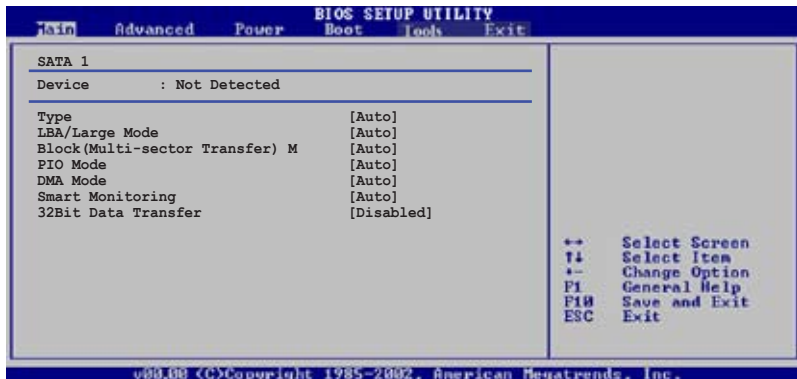 BIOS SETUP UTILITY
Main Advanced Power Boot Tools Exit
SATA 1
Device : Not Detected
Type [Auto]
LBA/Large Mode [Auto]
Block(Multi-sector Transfer) M [Auto]
PIO Mode [Auto]
DMA Mode [Auto]
Smart Monitoring [Auto]
32Bit Data Transfer [Disabled]
←→ Select Screen
↑↓ Select Item
+- Change Option
F1 General Help
F10 Save and Exit
ESC Exit
v00.00 (C)Copyright 1985-2002, American Megatrends, Inc.